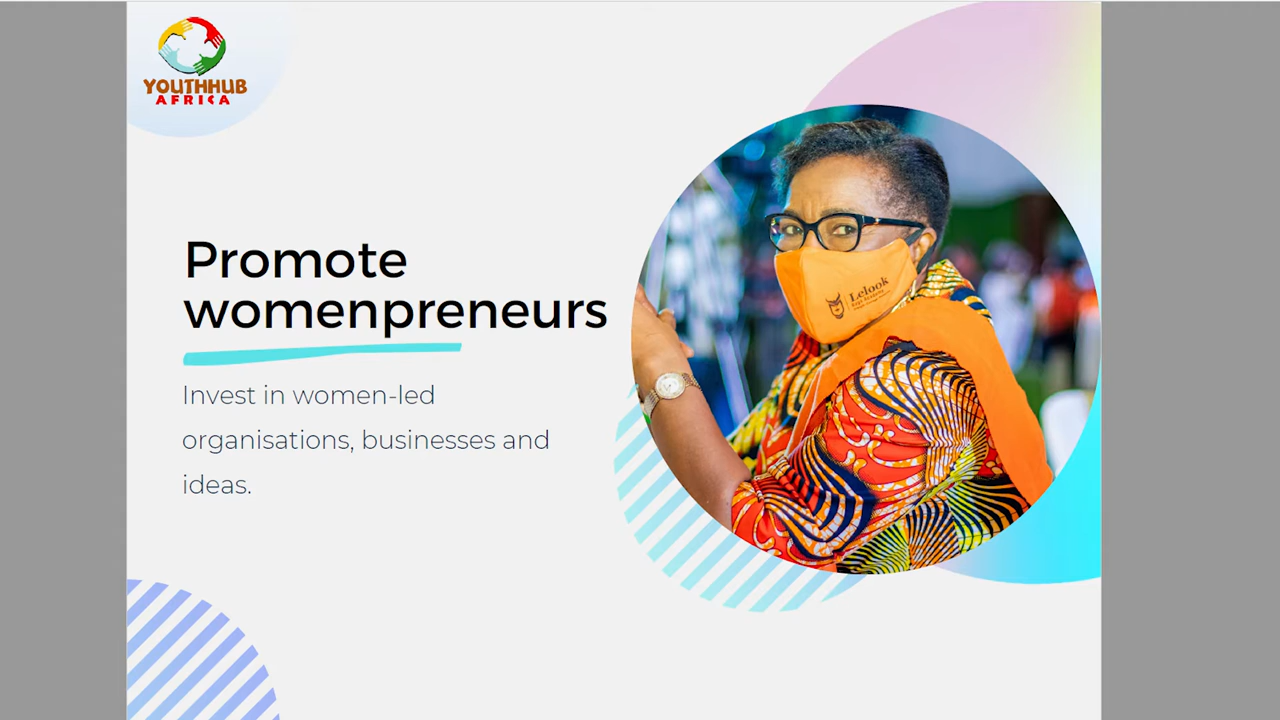 YOUTHHUB
AFRICA
Promote
womenpreneurs
Invest in women-led
organisations, businesses and
ideas.
Lelook